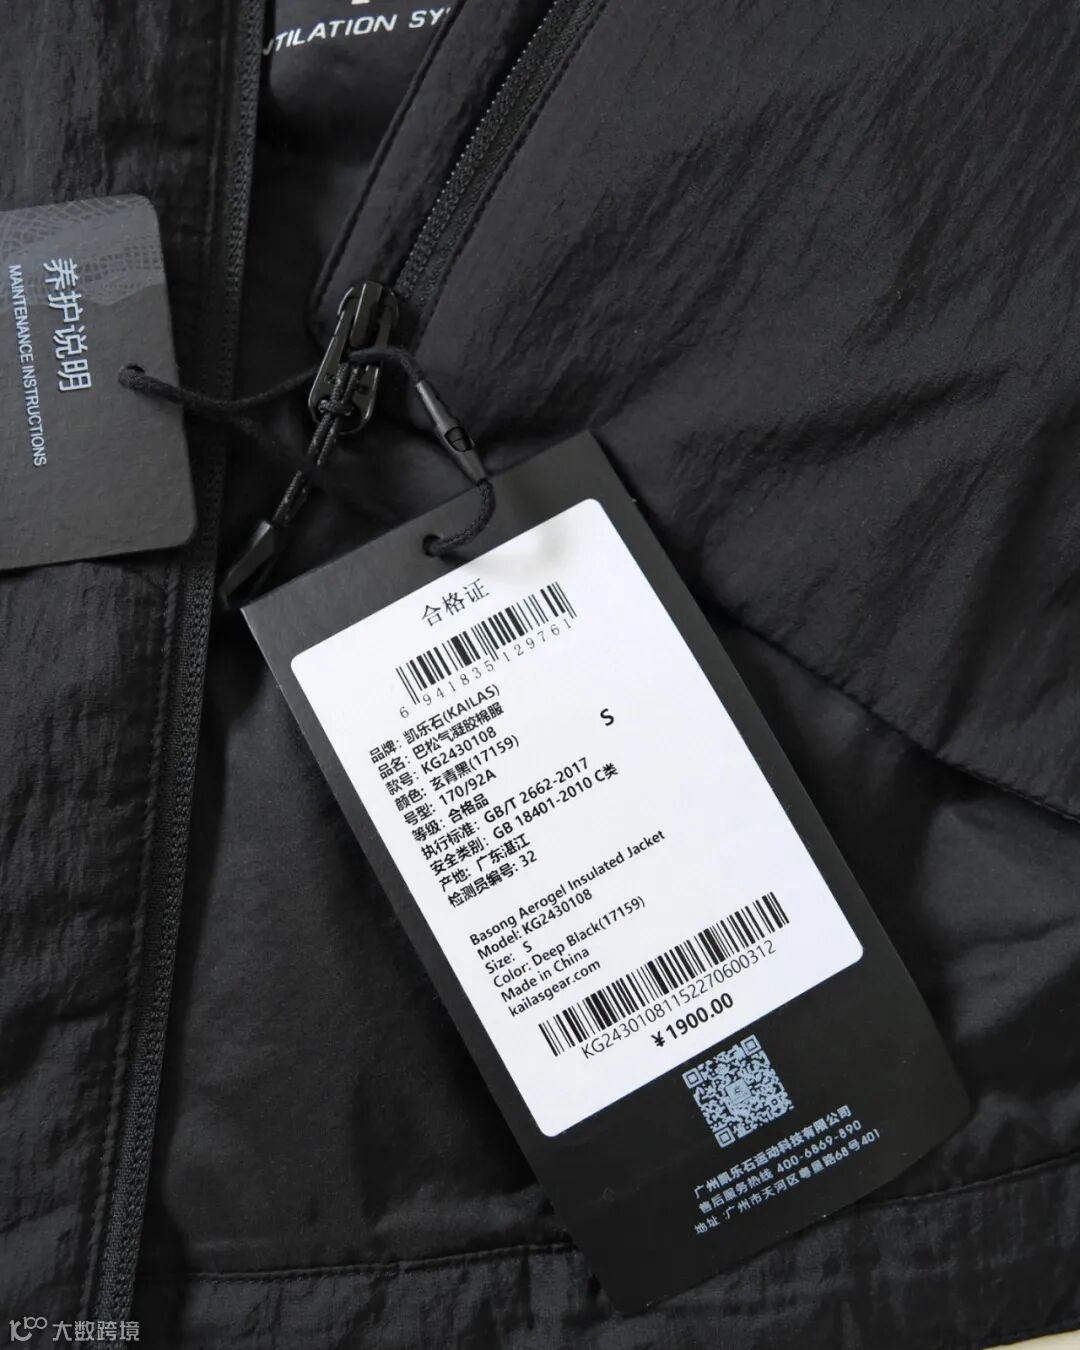 TILATION SY
养护说明
MAINTENANCE INSTRUCTIONS
合格证
6 941835 129761
品牌: 凯乐石(KAILAS)
品名: 巴松气凝胶棉服
款号: KG2430108
S
颜色: 玄青黑(17159)
号型: 170/92A
等级: 合格品
执行标准: GB/T 2662-2017
安全类别: GB 18401-2010 C类
产地: 广东湛江
检测员编号: 32
Basong Aerogel Insulated Jacket
Model: KG2430108
Size: S
Color: Deep Black(17159)
Made in China
kailasgear.com
KG24301081152270600312
¥1900.00
广州凯乐石运动科技有限公司
售后服务热线 400-6869-890
地址:广州市天河区粤垦路68号401
大数跨境